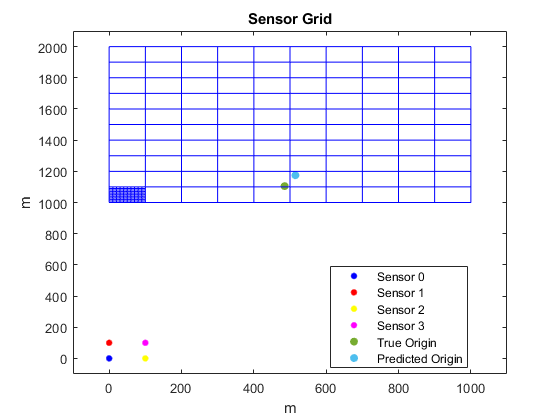 Sensor Grid
2000
1800
1600
1400
1200
1000
800
600
400
200
0
m
Sensor 0
Sensor 1
Sensor 2
Sensor 3
True Origin
Predicted Origin
0 200 400 600 800 1000
m